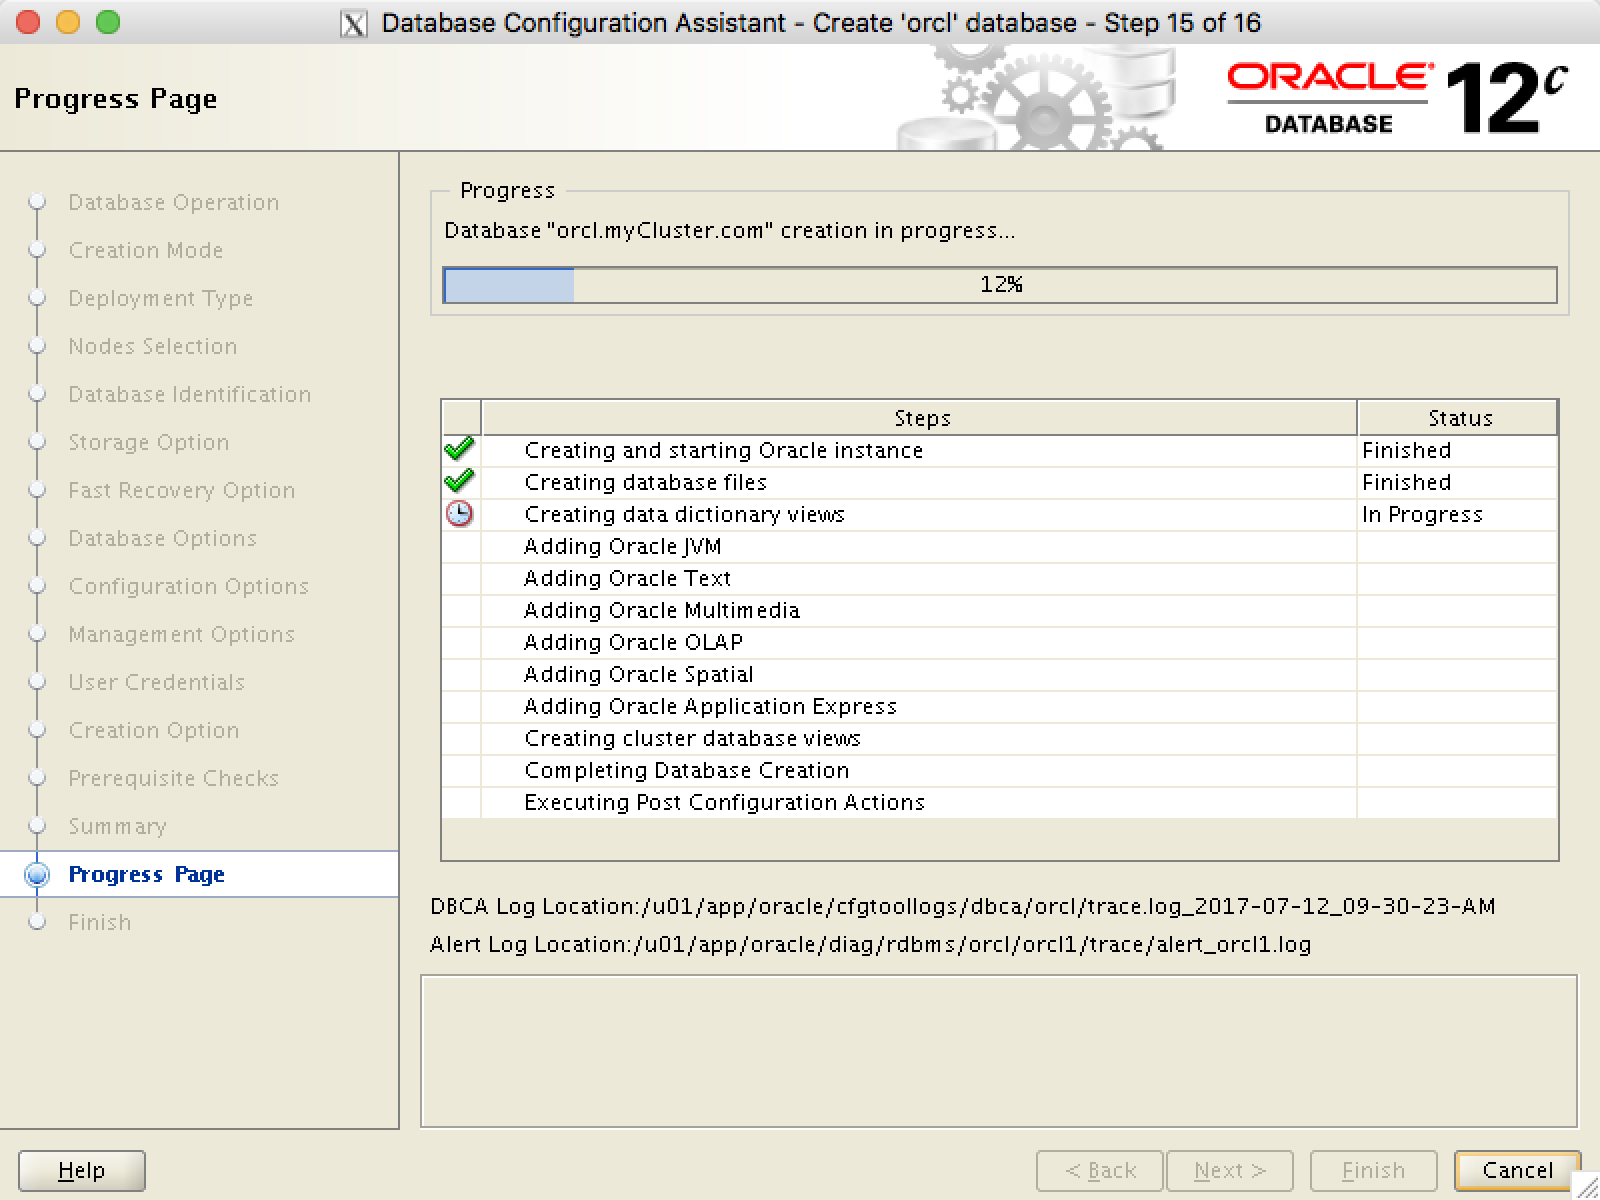 Database Configuration Assistant - Create 'orcl' database - Step 15 of 16
Progress Page
ORACLE
DATABASE
12c
Database Operation
Creation Mode
Deployment Type
Nodes Selection
Database Identification
Storage Option
Fast Recovery Option
Database Options
Configuration Options
Management Options
User Credentials
Creation Option
Prerequisite Checks
Summary
Progress Page
Finish
Progress
Database "orcl.myCluster.com" creation in progress...
12%
Steps Status
Creating and starting Oracle instance Finished
Creating database files Finished
Creating data dictionary views In Progress
Adding Oracle JVM
Adding Oracle Text
Adding Oracle Multimedia
Adding Oracle OLAP
Adding Oracle Spatial
Adding Oracle Application Express
Creating cluster database views
Completing Database Creation
Executing Post Configuration Actions
DBCA Log Location:/u01/app/oracle/cfgtoollogs/dbca/orcl/trace.log_2017-07-12_09-30-23-AM
Alert Log Location:/u01/app/oracle/diag/rdbms/orcl/orcl1/trace/alert_orcl1.log
Help < Back Next > Finish Cancel